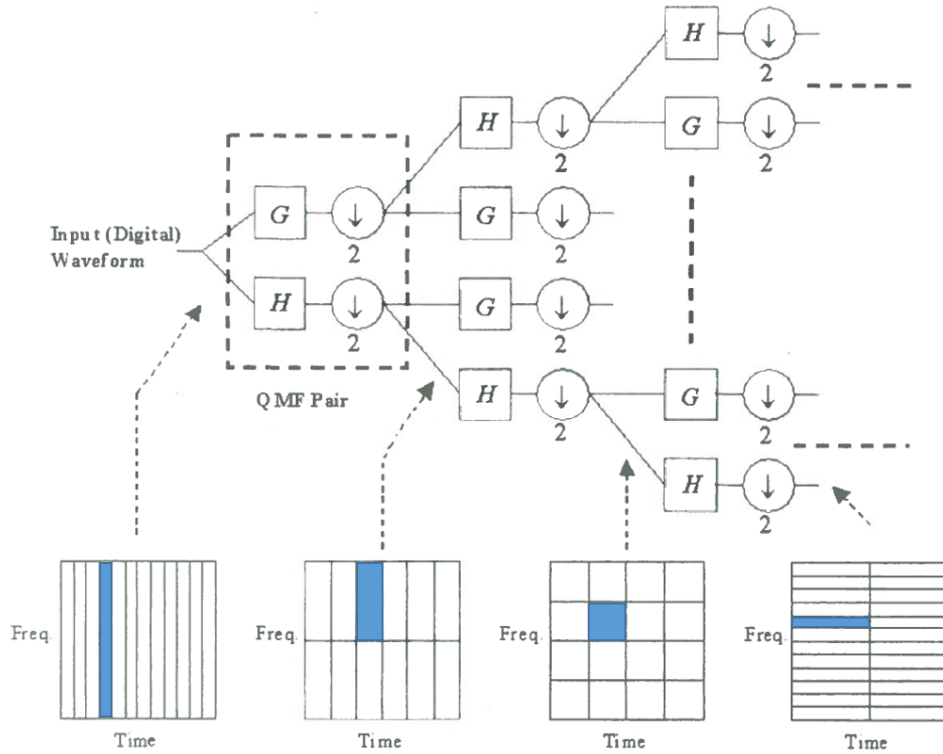 H ↓
2
H ↓ G ↓
2 2
G ↓ G ↓
2 2
Input (Digital)
Waveform
H ↓ G ↓
2 2
QMF Pair
H ↓ G ↓
2 2
H ↓
2
Freq. Freq. Freq. Freq.
Time Time Time Time